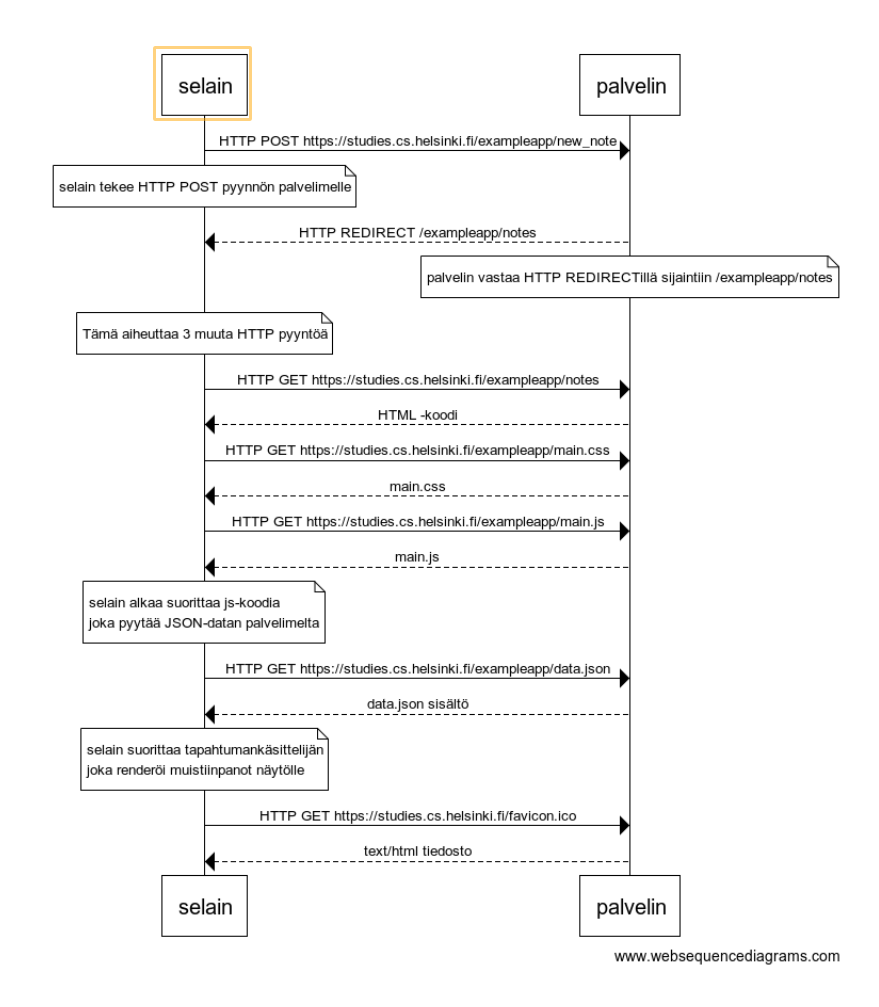 selain
palvelin
HTTP POST https://studies.cs.helsinki.fi/exampleapp/new_note
selain tekee HTTP POST pyynnön palvelimelle
HTTP REDIRECT /exampleapp/notes
palvelin vastaa HTTP REDIRECTillä sijaintiin /exampleapp/notes
Tämä aiheuttaa 3 muuta HTTP pyyntöä
HTTP GET https://studies.cs.helsinki.fi/exampleapp/notes
HTML -koodi
HTTP GET https://studies.cs.helsinki.fi/exampleapp/main.css
main.css
HTTP GET https://studies.cs.helsinki.fi/exampleapp/main.js
main.js
selain alkaa suorittaa js-koodia
joka pyytää JSON-datan palvelimelta
HTTP GET https://studies.cs.helsinki.fi/exampleapp/data.json
data.json sisältö
selain suorittaa tapahtumankäsittelijän
joka renderöi muistiinpanot näytölle
HTTP GET https://studies.cs.helsinki.fi/favicon.ico
text/html tiedosto
selain
palvelin
www.websequencediagrams.com